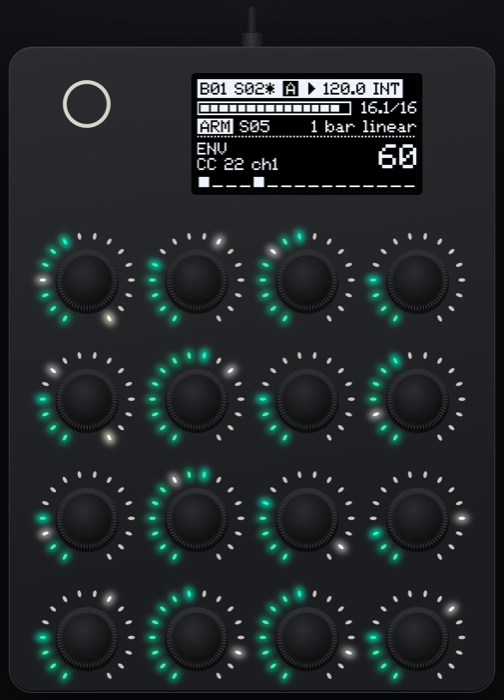 B01 S02* A ▶ 120.0 INT
16.1/16
ARM S05 1 bar linear
ENV
60
CC 22 ch1